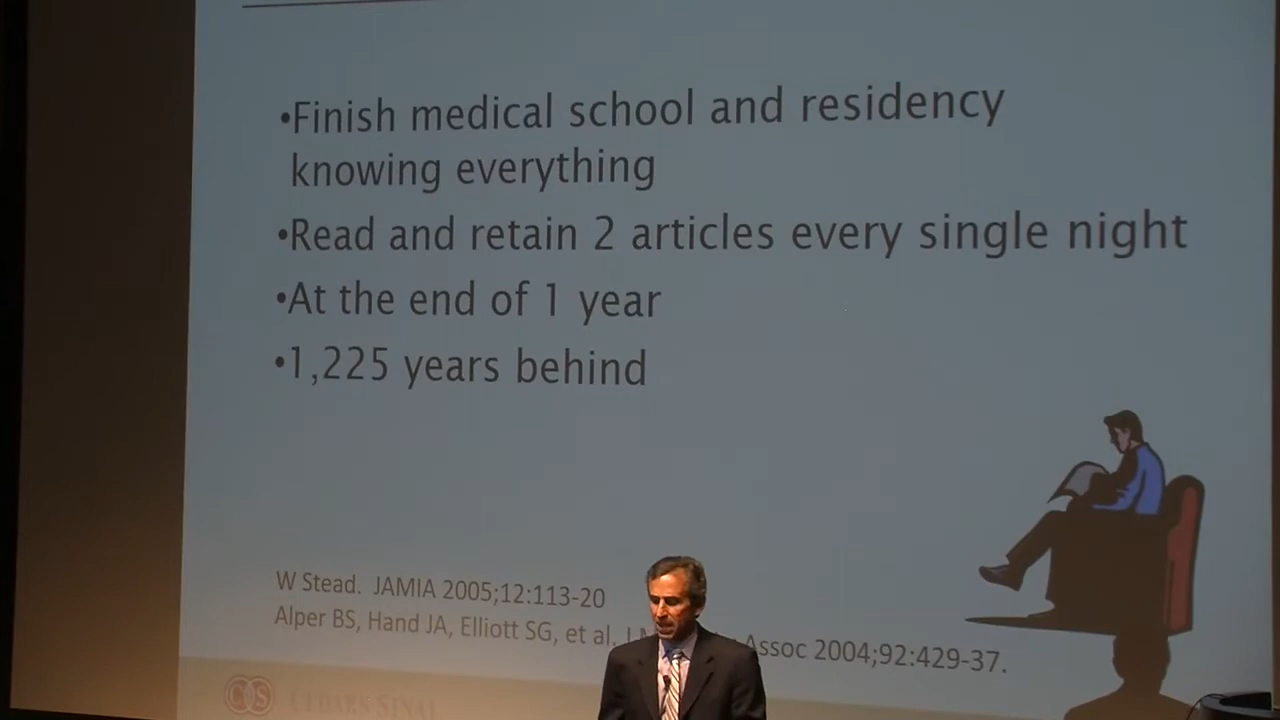 •Finish medical school and residency
knowing everything
•Read and retain 2 articles every single night
•At the end of 1 year
•1,225 years behind
W Stead. JAMIA 2005;12:113-20
Alper BS, Hand JA, Elliott SG, et al. Assoc 2004;92:429-37.
CEDARS-SINAI